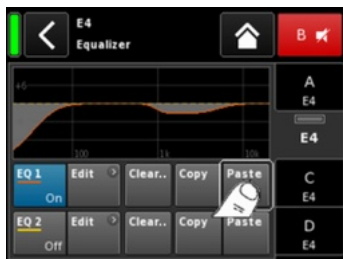 E4
Equalizer
B
+6
100
1k
10k
A
E4
E4
C
E4
D
E4
EQ 1
On
Edit
Clear..
Copy
Paste
EQ 2
Off
Edit
Clear..
Copy
Paste